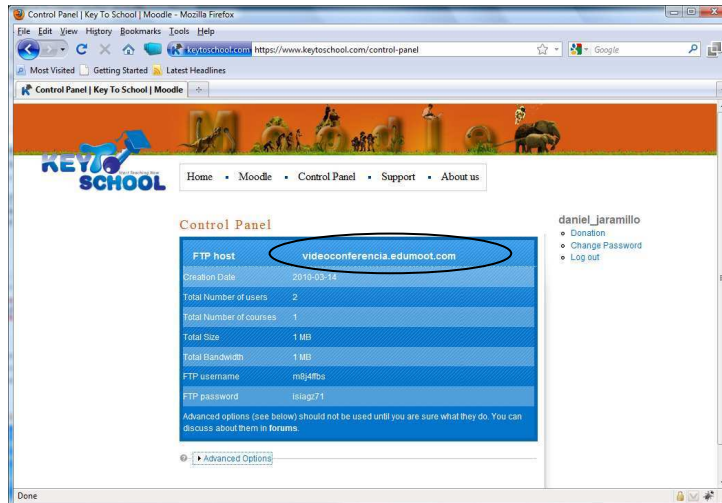 Control Panel | Key To School | Moodle - Mozilla Firefox
File Edit View History Bookmarks Tools Help
keytoschool.com https://www.keytoschool.com/control-panel
Google
Most Visited Getting Started Latest Headlines
Control Panel | Key To School | Moodle
Moodle
KEYTO
SCHOOL
Home Moodle Control Panel Support About us
Control Panel
daniel_jaramillo
Donation
Change Password
Log out
FTP host videoconferencia.edumoot.com
Creation Date 2010-03-14
Total Number of users 2
Total Number of courses 1
Total Size 1 MB
Total Bandwidth 1 MB
FTP username m8j4ffbs
FTP password isiagz71
Advanced options (see below) should not be used until you are sure what they do. You can
discuss about them in forums.
Advanced Options
Done